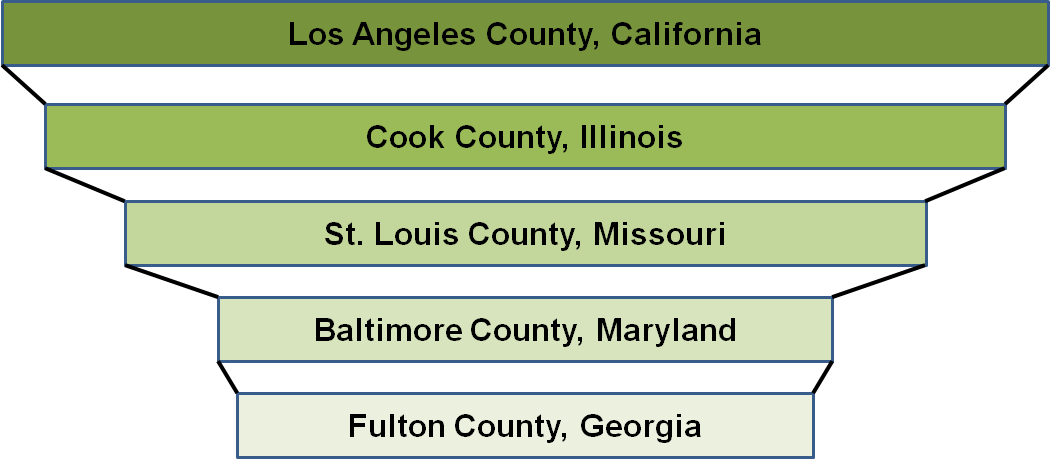 Los Angeles County, California
Cook County, Illinois
St. Louis County, Missouri
Baltimore County, Maryland
Fulton County, Georgia